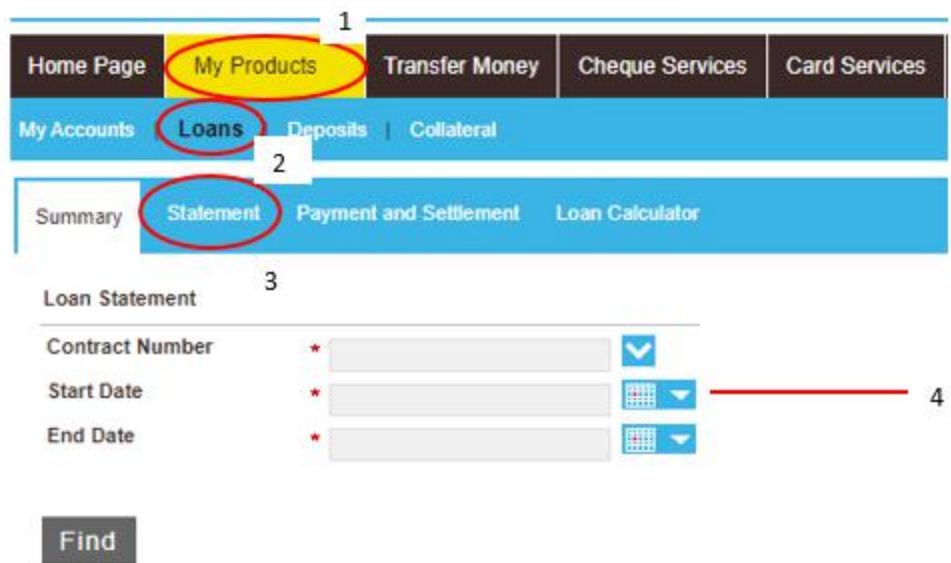 1
Home Page My Products Transfer Money Cheque Services Card Services
My Accounts | Loans Deposits | Collateral
2
Summary Statement Payment and Settlement Loan Calculator
3
Loan Statement
Contract Number *
Start Date * 4
End Date *
Find